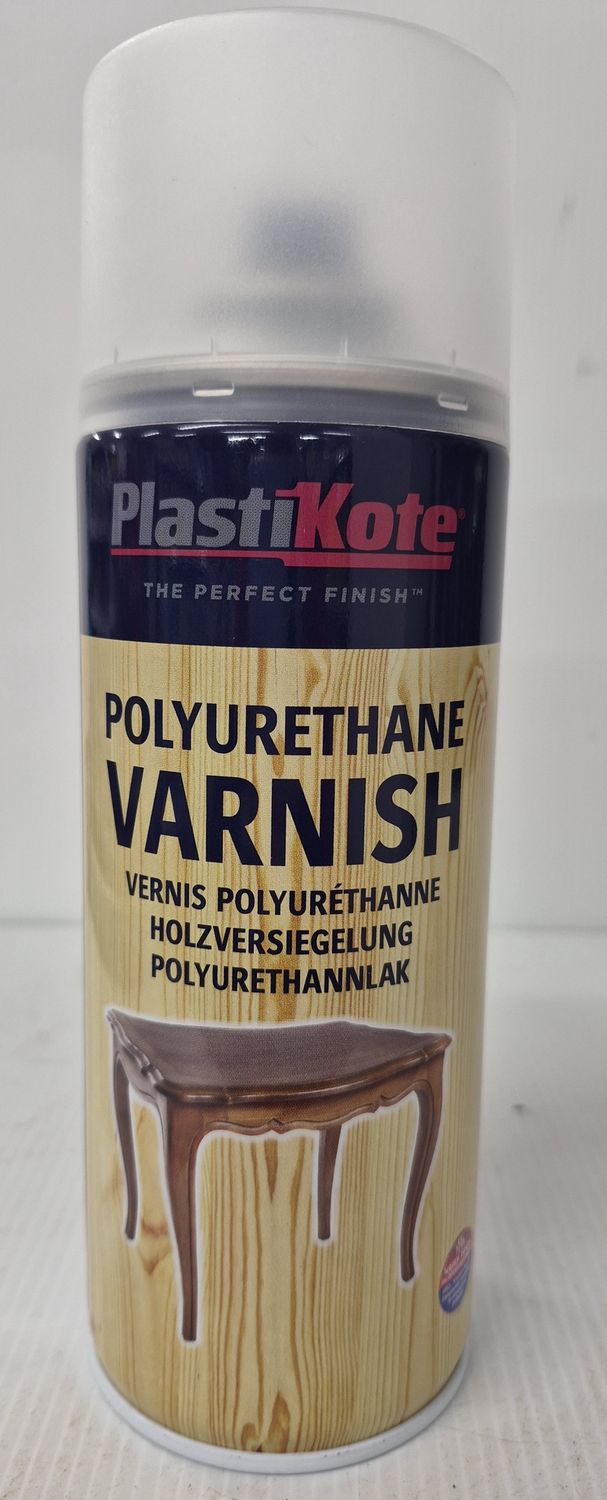 PlastiKote®
THE PERFECT FINISH™
POLYURETHANE
VARNISH
VERNIS POLYURÉTHANNE
HOLZVERSIEGELUNG
POLYURETHANNLAK